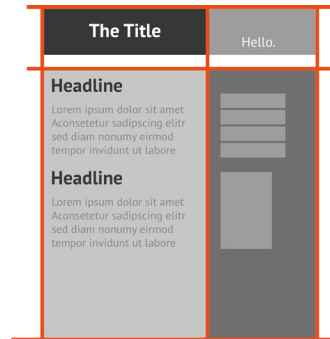 The Title
Hello.
Headline
Lorem ipsum dolor sit amet
Aconsetetur sadipscing elitr
sed diam nonumy eirmod
tempor invidunt ut labore
Headline
Lorem ipsum dolor sit amet
Aconsetetur sadipscing elitr
sed diam nonumy eirmod
tempor invidunt ut labore